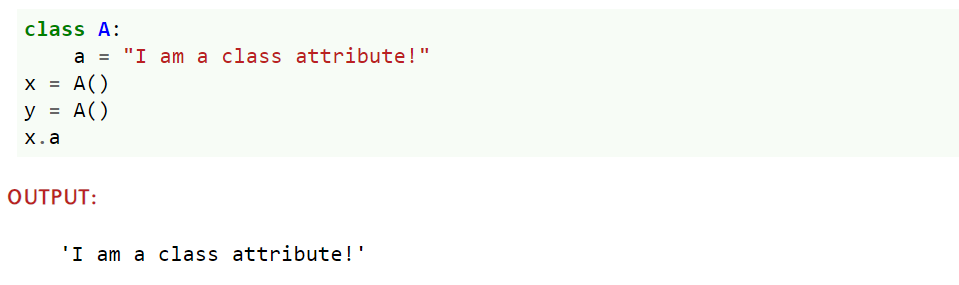 class A:
    a = "I am a class attribute!"
x = A()
y = A()
x.a
OUTPUT:
'I am a class attribute!'